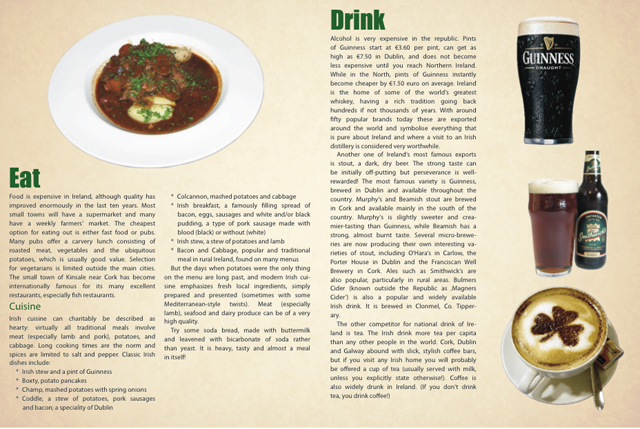 Eat
Food is expensive in Ireland, although quality has
improved enormously in the last ten years. Most
small towns will have a supermarket and many
have a weekly farmers' market. The cheapest
option for eating out is either fast food or pubs.
Many pubs offer a carvery lunch consisting of
roasted meat, vegetables and the ubiquitous
potatoes, which is usually good value. Selection
for vegetarians is limited outside the main cities.
The small town of Kinsale near Cork has become
internationally famous for its many excellent
restaurants, especially fish restaurants.
Cuisine
Irish cuisine can charitably be described as
hearty: virtually all traditional meals involve
meat (especially lamb and pork), potatoes, and
cabbage. Long cooking times are the norm and
spices are limited to salt and pepper. Classic Irish
dishes include:
* Irish stew and a pint of Guinness
* Boxty, potato pancakes
* Champ, mashed potatoes with spring onions
* Coddle, a stew of potatoes, pork sausages
and bacon; a speciality of Dublin
* Colcannon, mashed potatoes and cabbage
* Irish breakfast, a famously filling spread of
bacon, eggs, sausages and white and/or black
pudding, a type of pork sausage made with
blood (black) or without (white)
* Irish stew, a stew of potatoes and lamb
* Bacon and Cabbage, popular and traditional
meal in rural Ireland, found on many menus
But the days when potatoes were the only thing
on the menu are long past, and modern Irish cui-
sine emphasizes fresh local ingredients, simply
prepared and presented (sometimes with some
Mediterranean-style twists). Meat (especially
lamb), seafood and dairy produce can be of a very
high quality.
Try some soda bread, made with buttermilk
and leavened with bicarbonate of soda rather
than yeast. It is heavy, tasty and almost a meal
in itself!
Drink
Alcohol is very expensive in the republic. Pints
of Guinness start at €3.60 per pint, can get as
high as €7.50 in Dublin, and does not become
less expensive until you reach Northern Ireland.
While in the North, pints of Guinness instantly
become cheaper by €1.50 euro on average. Ireland
is the home of some of the world's greatest
whiskey, having a rich tradition going back
hundreds if not thousands of years. With around
fifty popular brands today these are exported
around the world and symbolise everything that
is pure about Ireland and where a visit to an Irish
distillery is considered very worthwhile.
Another one of Ireland's most famous exports
is stout, a dark, dry beer. The strong taste can
be initially off-putting but perseverance is well-
rewarded! The most famous variety is Guinness,
brewed in Dublin and available throughout the
country. Murphy's and Beamish stout are brewed
in Cork and available mainly in the south of the
country. Murphy's is slightly sweeter and crea-
mier-tasting than Guinness, while Beamish has a
strong, almost burnt taste. Several micro-brewe-
ries are now producing their own interesting va-
rieties of stout, including O'Hara's in Carlow, the
Porter House in Dublin and the Franciscan Well
Brewery in Cork. Ales such as Smithwick's are
also popular, particularly in rural areas. Bulmers
Cider (known outside the Republic as 'Magners
Cider') is also a popular and widely available
Irish drink. It is brewed in Clonmel, Co. Tipper-
ary.
The other competitor for national drink of Ire-
land is tea. The Irish drink more tea per capita
than any other people in the world. Cork, Dublin
and Galway abound with slick, stylish coffee bars,
but if you visit any Irish home you will probably
be offered a cup of tea (usually served with milk,
unless you explicitly state otherwise!). Coffee is
also widely drunk in Ireland. (If you don't drink
tea, you drink coffee!)
GUINNESS
DRAUGHT